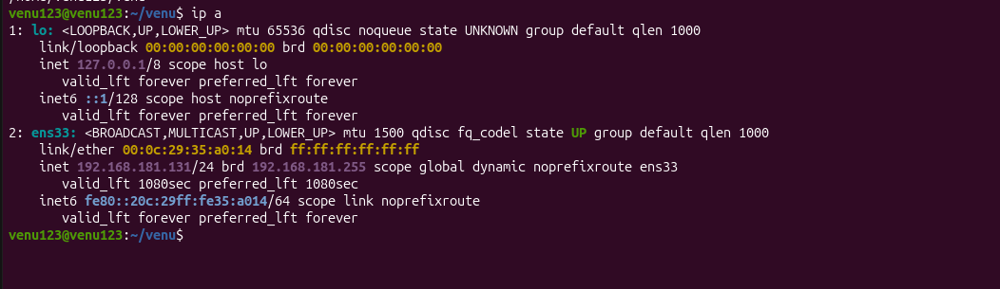 venu123@venu123:~/venu$ ip a
1: lo: <LOOPBACK,UP,LOWER_UP> mtu 65536 qdisc noqueue state UNKNOWN group default qlen 1000
    link/loopback 00:00:00:00:00:00 brd 00:00:00:00:00:00
    inet 127.0.0.1/8 scope host lo
       valid_lft forever preferred_lft forever
    inet6 ::1/128 scope host noprefixroute
       valid_lft forever preferred_lft forever
2: ens33: <BROADCAST,MULTICAST,UP,LOWER_UP> mtu 1500 qdisc fq_codel state UP group default qlen 1000
    link/ether 00:0c:29:35:a0:14 brd ff:ff:ff:ff:ff:ff
    inet 192.168.181.131/24 brd 192.168.181.255 scope global dynamic noprefixroute ens33
       valid_lft 1080sec preferred_lft 1080sec
    inet6 fe80::20c:29ff:fe35:a014/64 scope link noprefixroute
       valid_lft forever preferred_lft forever
venu123@venu123:~/venu$